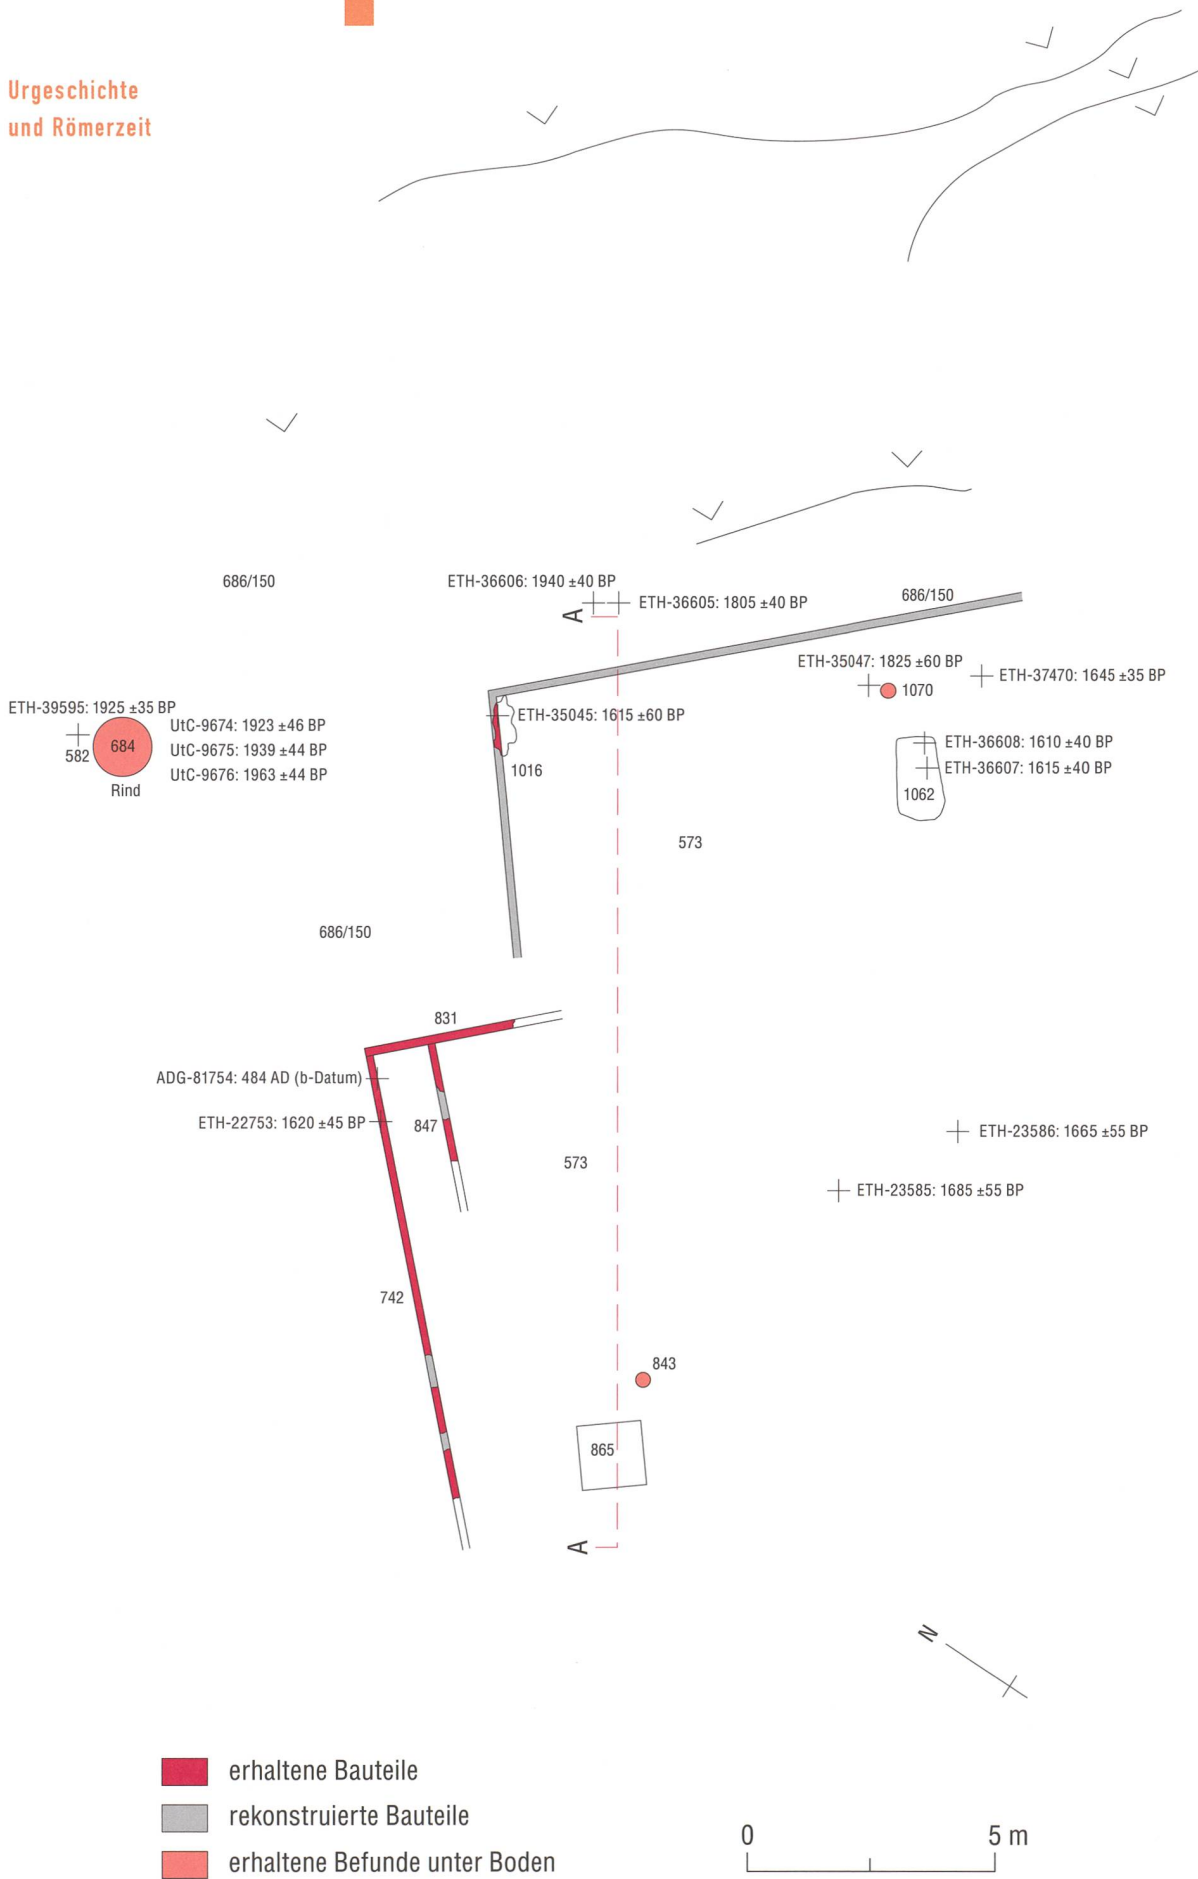 Urgeschichte
und Römerzeit
686/150
ETH-36606: 1940 ±40 BP
A
ETH-36605: 1805 ±40 BP
686/150
ETH-35047: 1825 ±60 BP
1070
ETH-37470: 1645 ±35 BP
ETH-39595: 1925 ±35 BP
582
684
Rind
UtC-9674: 1923 ±46 BP
UtC-9675: 1939 ±44 BP
UtC-9676: 1963 ±44 BP
ETH-35045: 1615 ±60 BP
1016
ETH-36608: 1610 ±40 BP
ETH-36607: 1615 ±40 BP
1062
573
686/150
831
ADG-81754: 484 AD (b-Datum)
ETH-22753: 1620 ±45 BP
847
573
ETH-23586: 1665 ±55 BP
ETH-23585: 1685 ±55 BP
742
843
865
A
N
erhaltene Bauteile
rekonstruierte Bauteile
erhaltene Befunde unter Boden
0 5 m